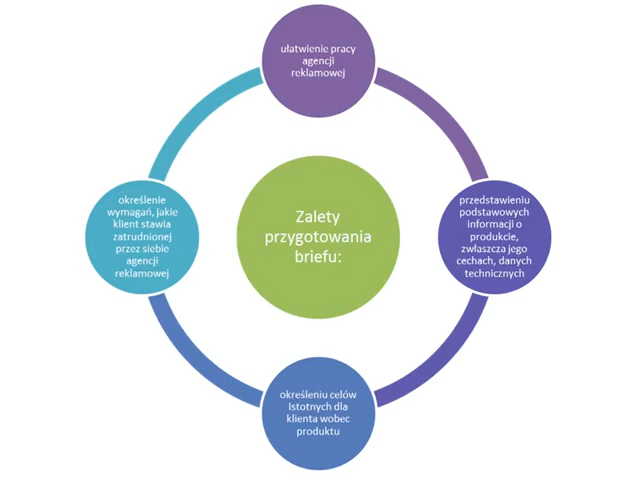 ułatwienie pracy
agencji
reklamowej
określenie
wymagań, jakie
klient stawia
zatrudnionej
przez siebie
agencji
reklamowej
Zalety
przygotowania
briefu:
przedstawieniu
podstawowych
informacji o
produkcie,
zwłaszcza jego
cechach, danych
technicznych
określeniu celów
istotnych dla
klienta wobec
produktu